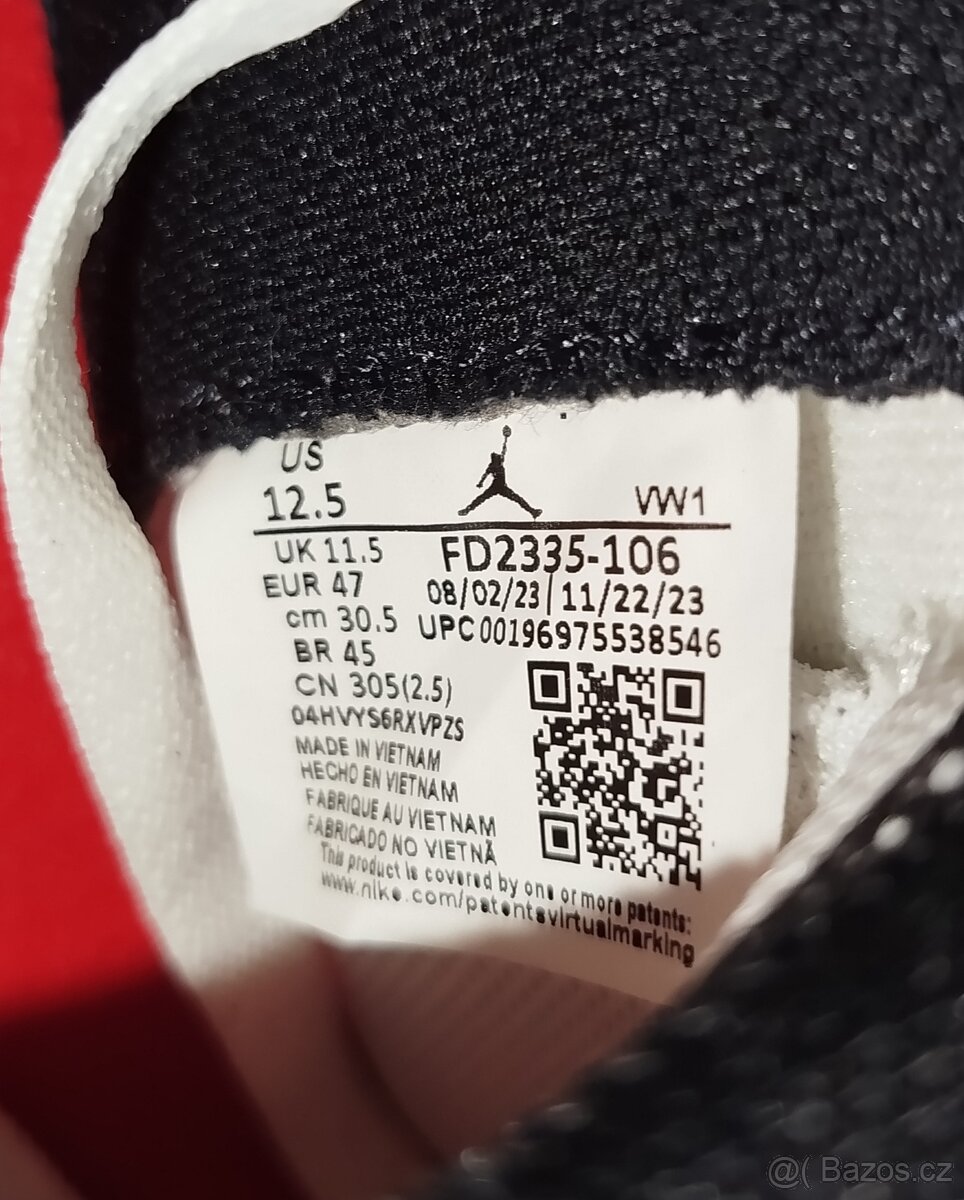 US
12.5
VW1
UK 11.5
FD2335-106
EUR 47
08/02/23|11/22/23
cm 30.5
UPC00196975538546
BR 45
CN 305(2.5)
04HVYS6RXVPZS
MADE IN VIETNAM
HECHO EN VIETNAM
FABRIQUE AU VIETNAM
FABRICADO NO VIETNÃ
This product is covered by one or more patents:
www.nike.com/patentsvirtualmarking
@( Bazos.cz